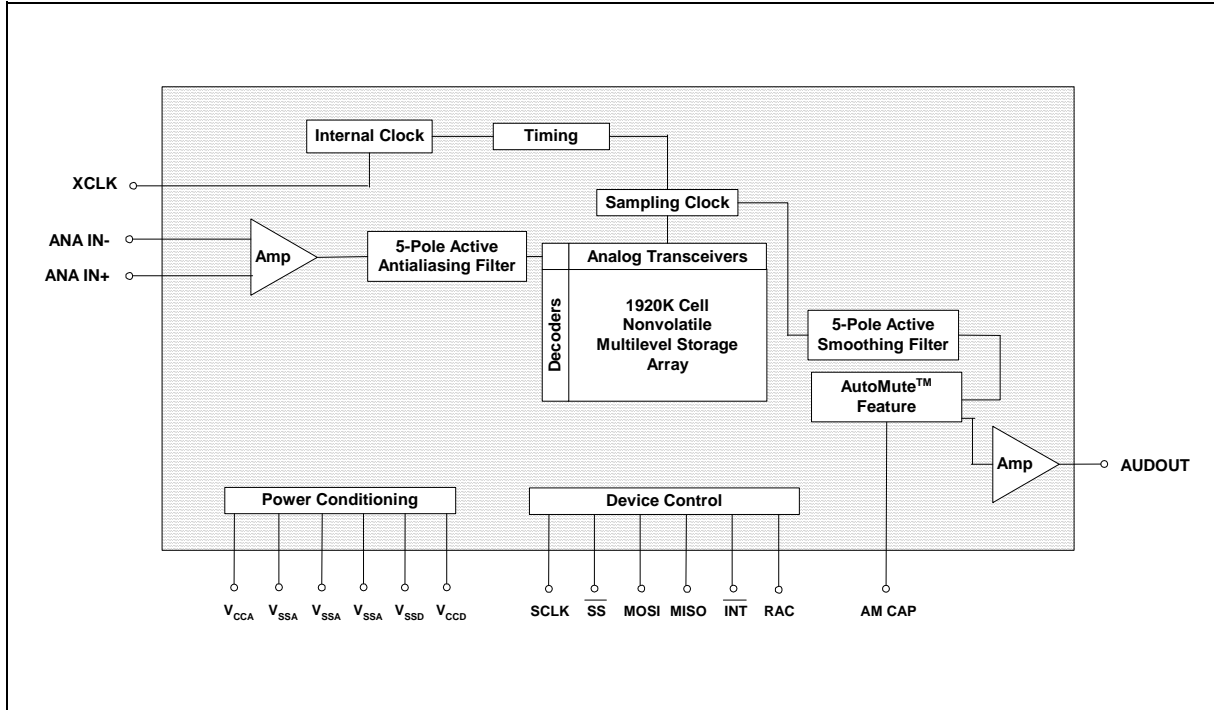 Internal Clock
Timing
XCLK
Sampling Clock
ANA IN-
ANA IN+
Amp
5-Pole Active
Antialiasing Filter
Analog Transceivers
Decoders
1920K Cell
Nonvolatile
Multilevel Storage
Array
5-Pole Active
Smoothing Filter
AutoMute™
Feature
Amp
AUDOUT
Power Conditioning
Device Control
VCCA
VSSA
VSSA
VSSA
VSSD
VCCD
SCLK
SS
MOSI
MISO
INT
RAC
AM CAP